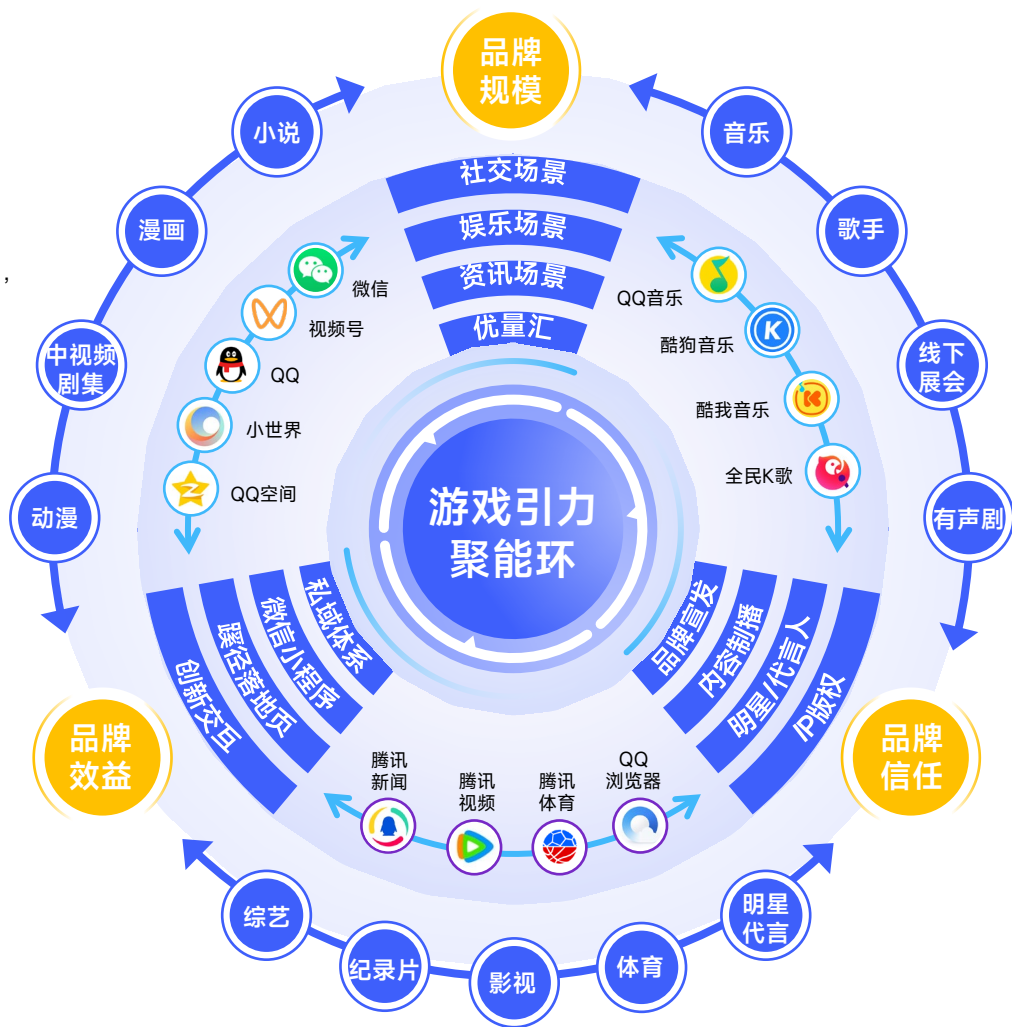 品牌
规模
小说
音乐
漫画
歌手
中视频
剧集
线下
展会
动漫
有声剧
社交场景
娱乐场景
资讯场景
优量汇
微信
视频号
QQ
小世界
QQ空间
QQ音乐
酷狗音乐
酷我音乐
全民K歌
,
游戏引力
聚能环
私域体系
微信小程序
蹊径落地页
创新交互
品牌宣发
内容制播
明星/代言人
IP版权
品牌
效益
品牌
信任
腾讯
新闻
腾讯
视频
腾讯
体育
QQ
浏览器
综艺
纪录片
影视
体育
明星
代言